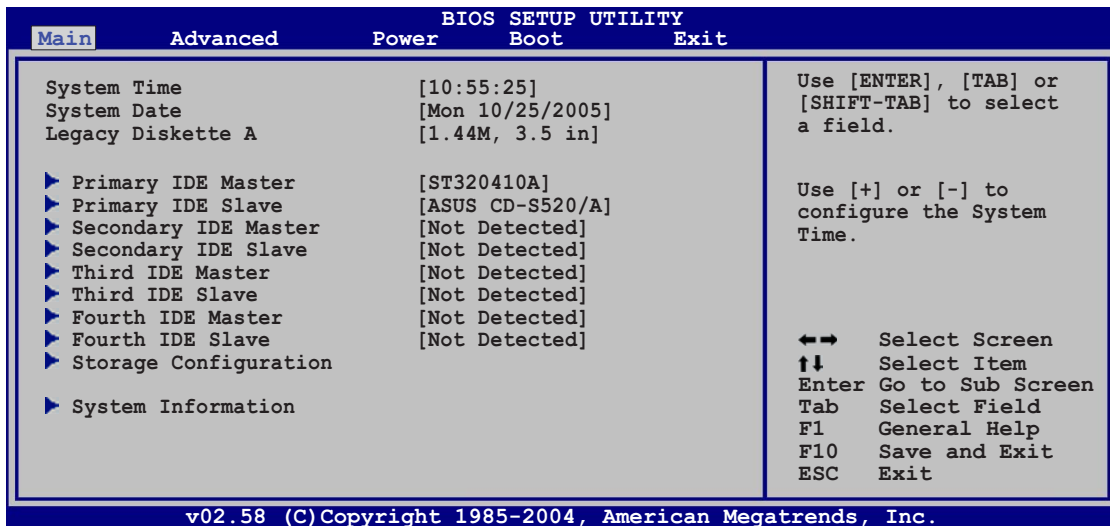 BIOS SETUP UTILITY
Main Advanced Power Boot Exit
System Time [10:55:25]
System Date [Mon 10/25/2005]
Legacy Diskette A [1.44M, 3.5 in]
Primary IDE Master [ST320410A]
Primary IDE Slave [ASUS CD-S520/A]
Secondary IDE Master [Not Detected]
Secondary IDE Slave [Not Detected]
Third IDE Master [Not Detected]
Third IDE Slave [Not Detected]
Fourth IDE Master [Not Detected]
Fourth IDE Slave [Not Detected]
Storage Configuration
System Information
Use [ENTER], [TAB] or
[SHIFT-TAB] to select
a field.
Use [+] or [-] to
configure the System
Time.
←→ Select Screen
↑↓ Select Item
Enter Go to Sub Screen
Tab Select Field
F1 General Help
F10 Save and Exit
ESC Exit
v02.58 (C)Copyright 1985-2004, American Megatrends, Inc.